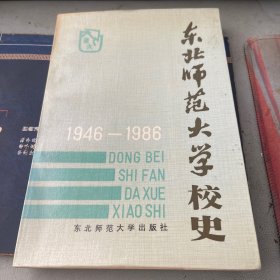 东北师范大学校史
1946—1986
DONG BEI
SHI FAN
DA XUE
XIAO SHI
东北师范大学出版社